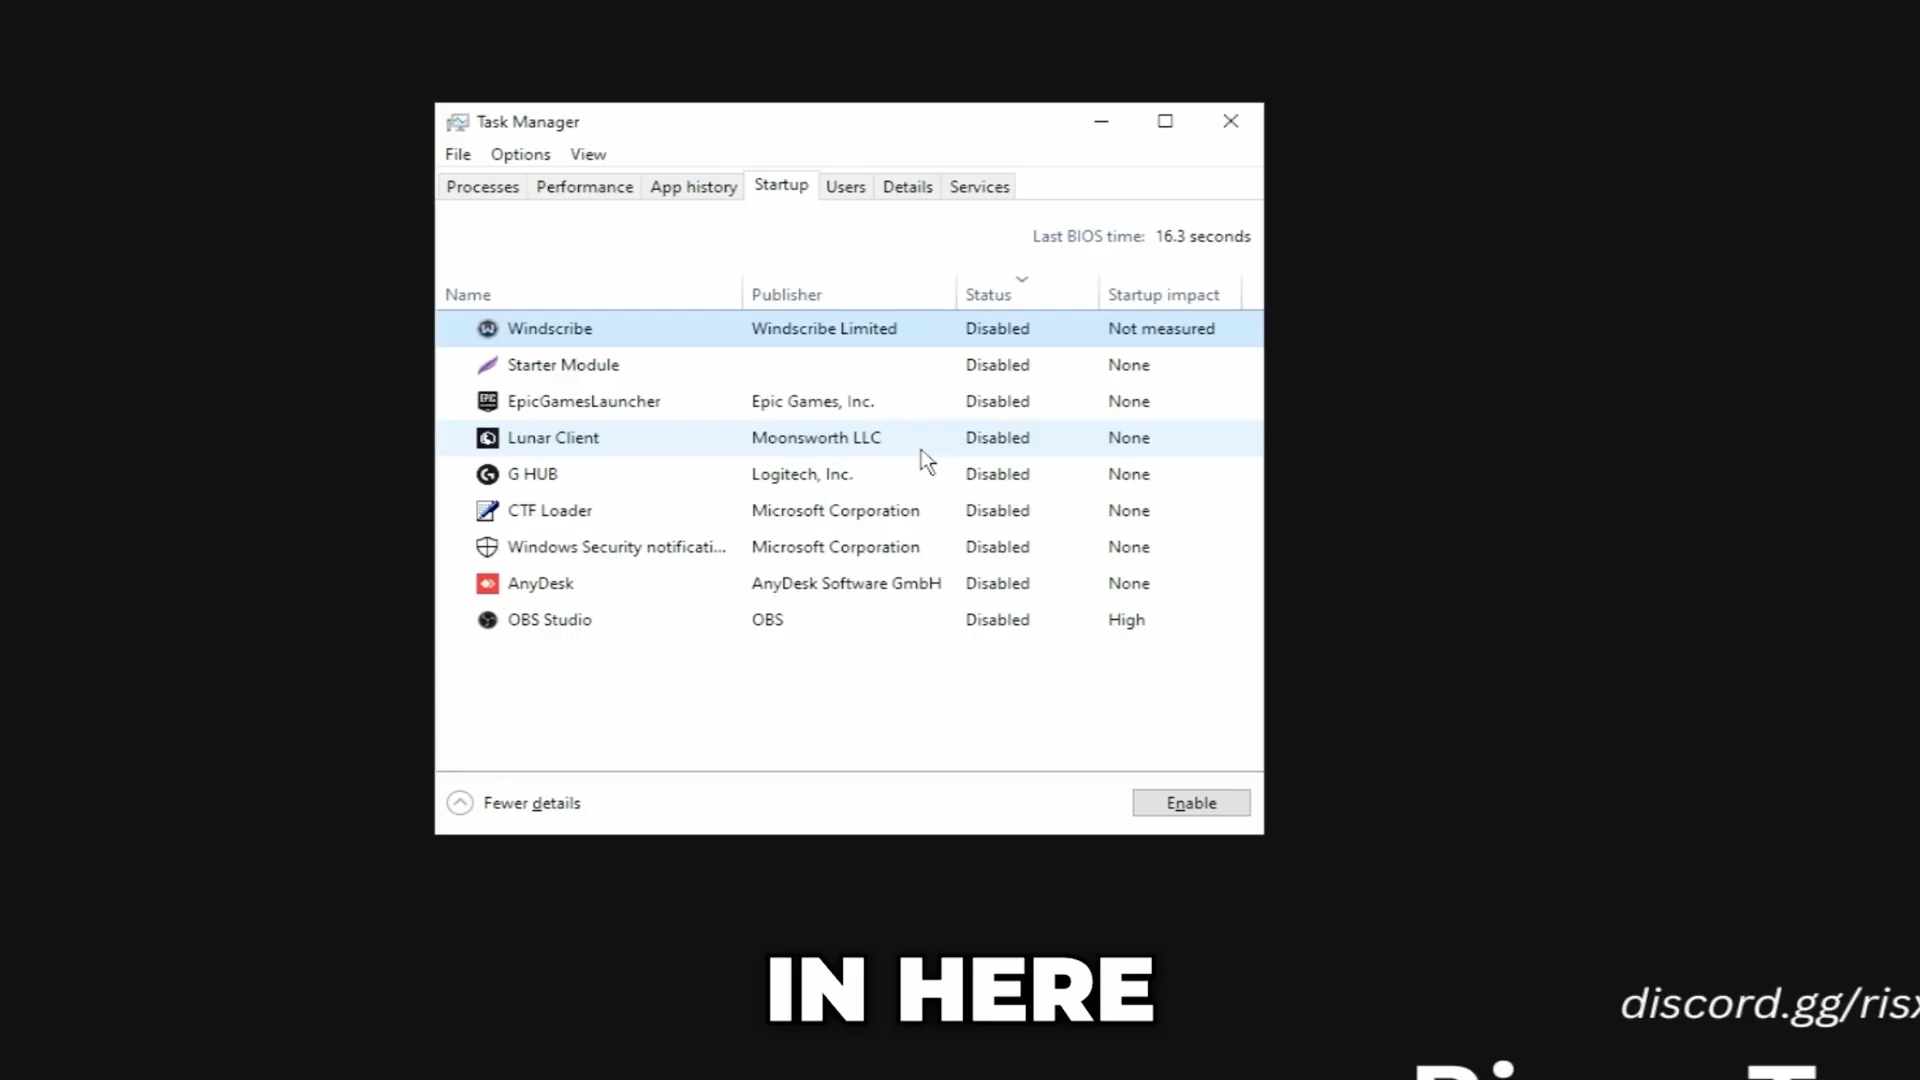 Task Manager
File Options View
Processes Performance App history Startup Users Details Services
Last BIOS time: 16.3 seconds
Name Publisher Status Startup impact
Windscribe Windscribe Limited Disabled Not measured
Starter Module Disabled None
EpicGamesLauncher Epic Games, Inc. Disabled None
Lunar Client Moonsworth LLC Disabled None
G HUB Logitech, Inc. Disabled None
CTF Loader Microsoft Corporation Disabled None
Windows Security notificati... Microsoft Corporation Disabled None
AnyDesk AnyDesk Software GmbH Disabled None
OBS Studio OBS Disabled High
Fewer details Enable
IN HERE
discord.gg/risx